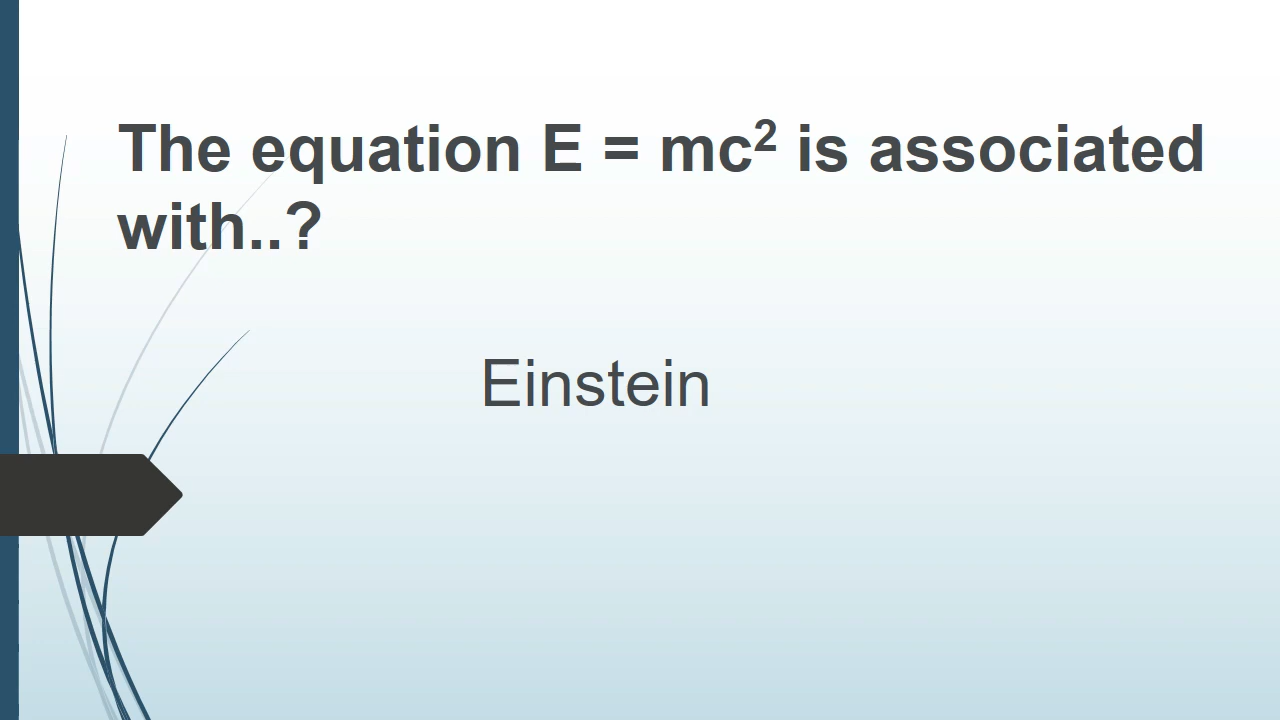 The equation E = mc² is associated
with..?
Einstein